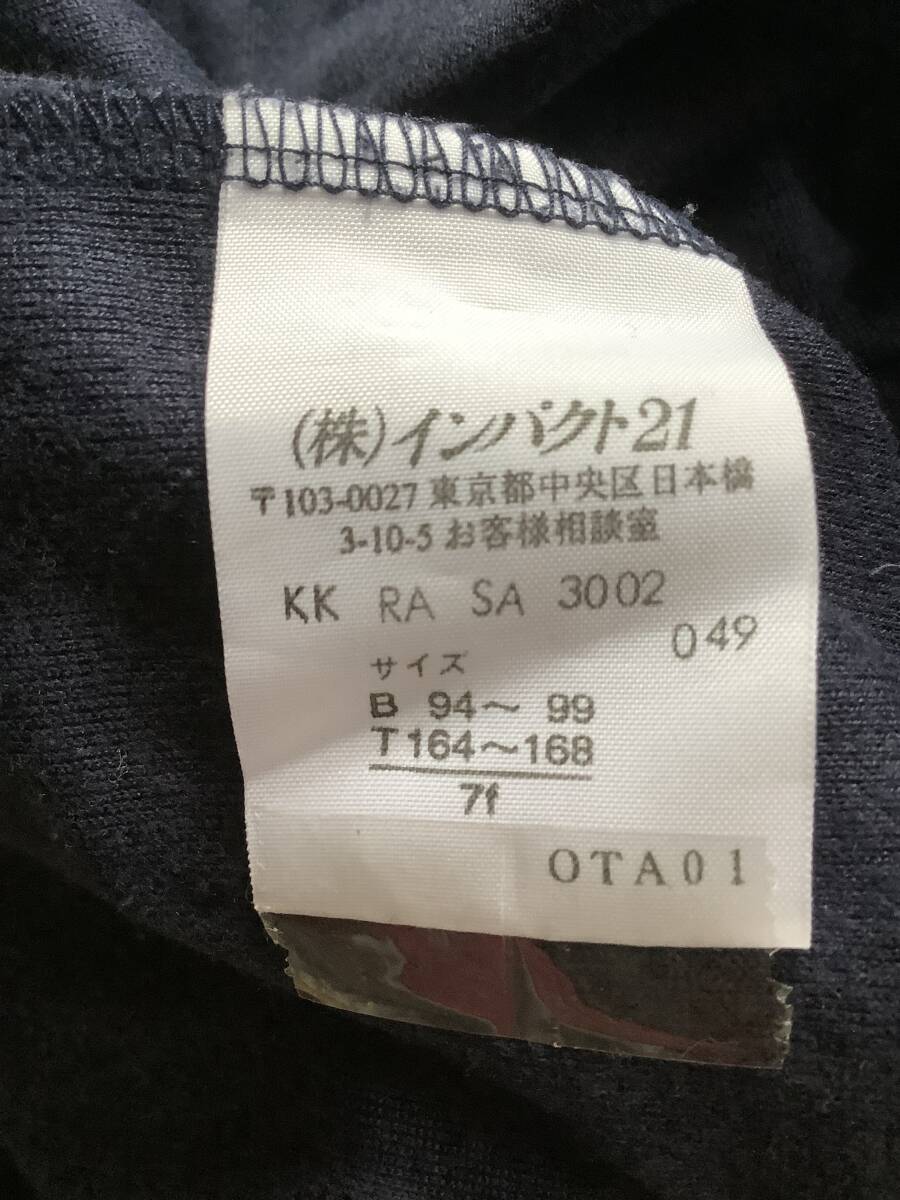 (株)インパクト21
〒103-0027 東京都中央区日本橋
3-10-5 お客様相談室
KK RA SA 3002
049
サイズ
B 94～ 99
T 164～168
7f
OTA01